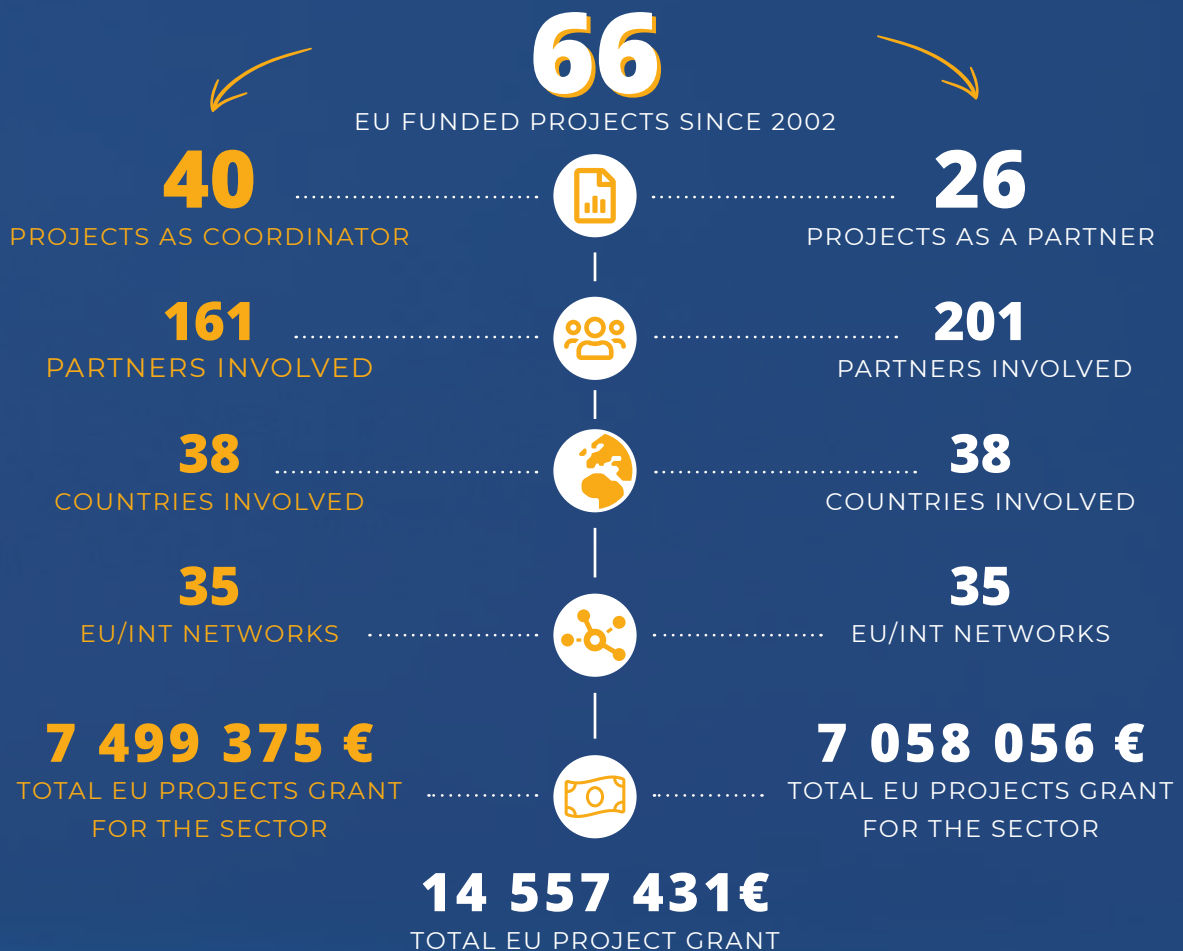 66
EU FUNDED PROJECTS SINCE 2002
40
PROJECTS AS COORDINATOR
26
PROJECTS AS A PARTNER
161
PARTNERS INVOLVED
201
PARTNERS INVOLVED
38
COUNTRIES INVOLVED
38
COUNTRIES INVOLVED
35
EU/INT NETWORKS
35
EU/INT NETWORKS
7 499 375 €
TOTAL EU PROJECTS GRANT
FOR THE SECTOR
7 058 056 €
TOTAL EU PROJECTS GRANT
FOR THE SECTOR
14 557 431€
TOTAL EU PROJECT GRANT